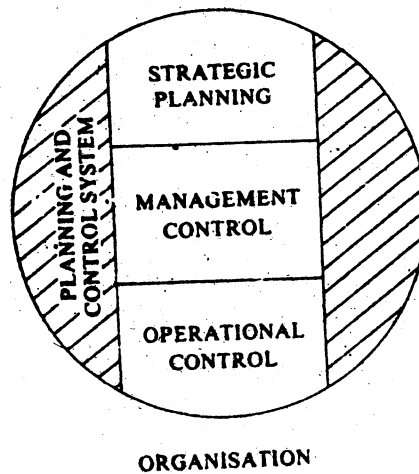 STRATEGIC
PLANNING
PLANNING AND
CONTROL SYSTEM
MANAGEMENT
CONTROL
OPERATIONAL
CONTROL
ORGANISATION